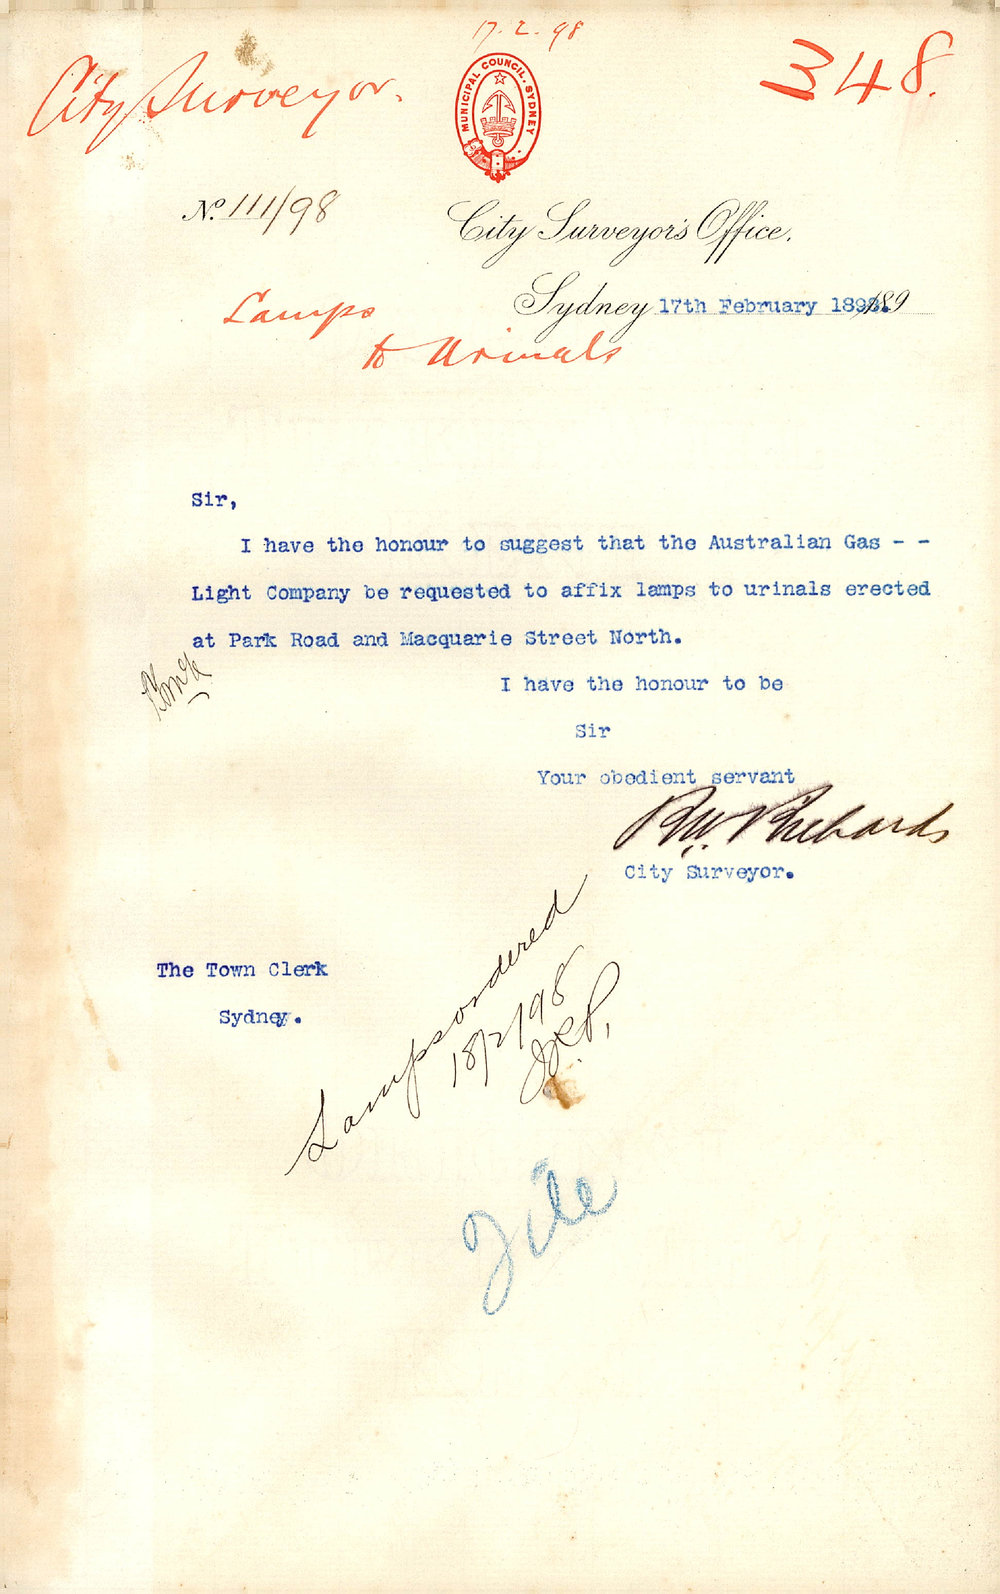 17.2.98
City Surveyor.
348.
MUNICIPAL COUNCIL. SYDNEY
No. 111/98
City Surveyor's Office,
Sydney 17th February 1898. 189
Lamps
to Urinals
Sir,
I have the honour to suggest that the Australian Gas - -
Light Company be requested to affix lamps to urinals erected
at Park Road and Macquarie Street North.
I have the honour to be
Sir
Your obedient servant
R.W. Richards
City Surveyor.
The Town Clerk
Sydney.
Lamps ordered
18/2/98
File